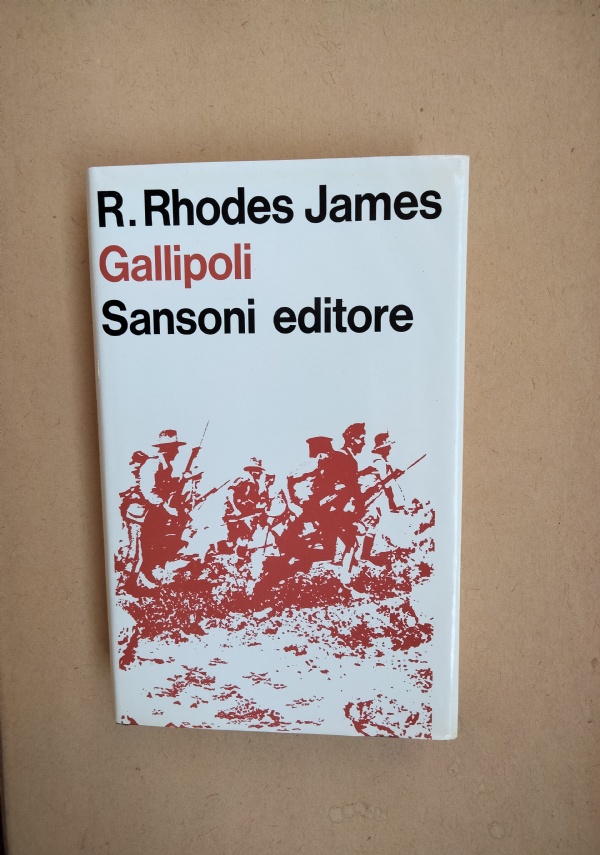 R. Rhodes James
Gallipoli
Sansoni editore